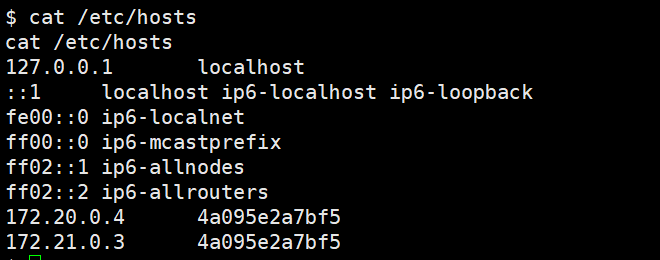 $ cat /etc/hosts
cat /etc/hosts
127.0.0.1       localhost
::1     localhost ip6-localhost ip6-loopback
fe00::0 ip6-localnet
ff00::0 ip6-mcastprefix
ff02::1 ip6-allnodes
ff02::2 ip6-allrouters
172.20.0.4      4a095e2a7bf5
172.21.0.3      4a095e2a7bf5